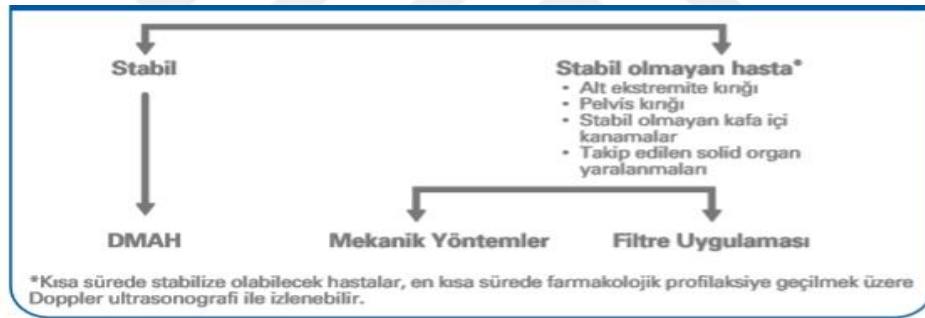 Stabil
Stabil olmayan hasta*
• Alt ekstremite kırığı
• Pelvis kırığı
• Stabil olmayan kafa içi
kanamalar
• Takip edilen solid organ
yaralanmaları
DMAH
Mekanik Yöntemler
Filtre Uygulaması
*Kısa sürede stabilize olabilecek hastalar, en kısa sürede farmakolojik profilaksiye geçilmek üzere
Doppler ultrasonografi ile izlenebilir.